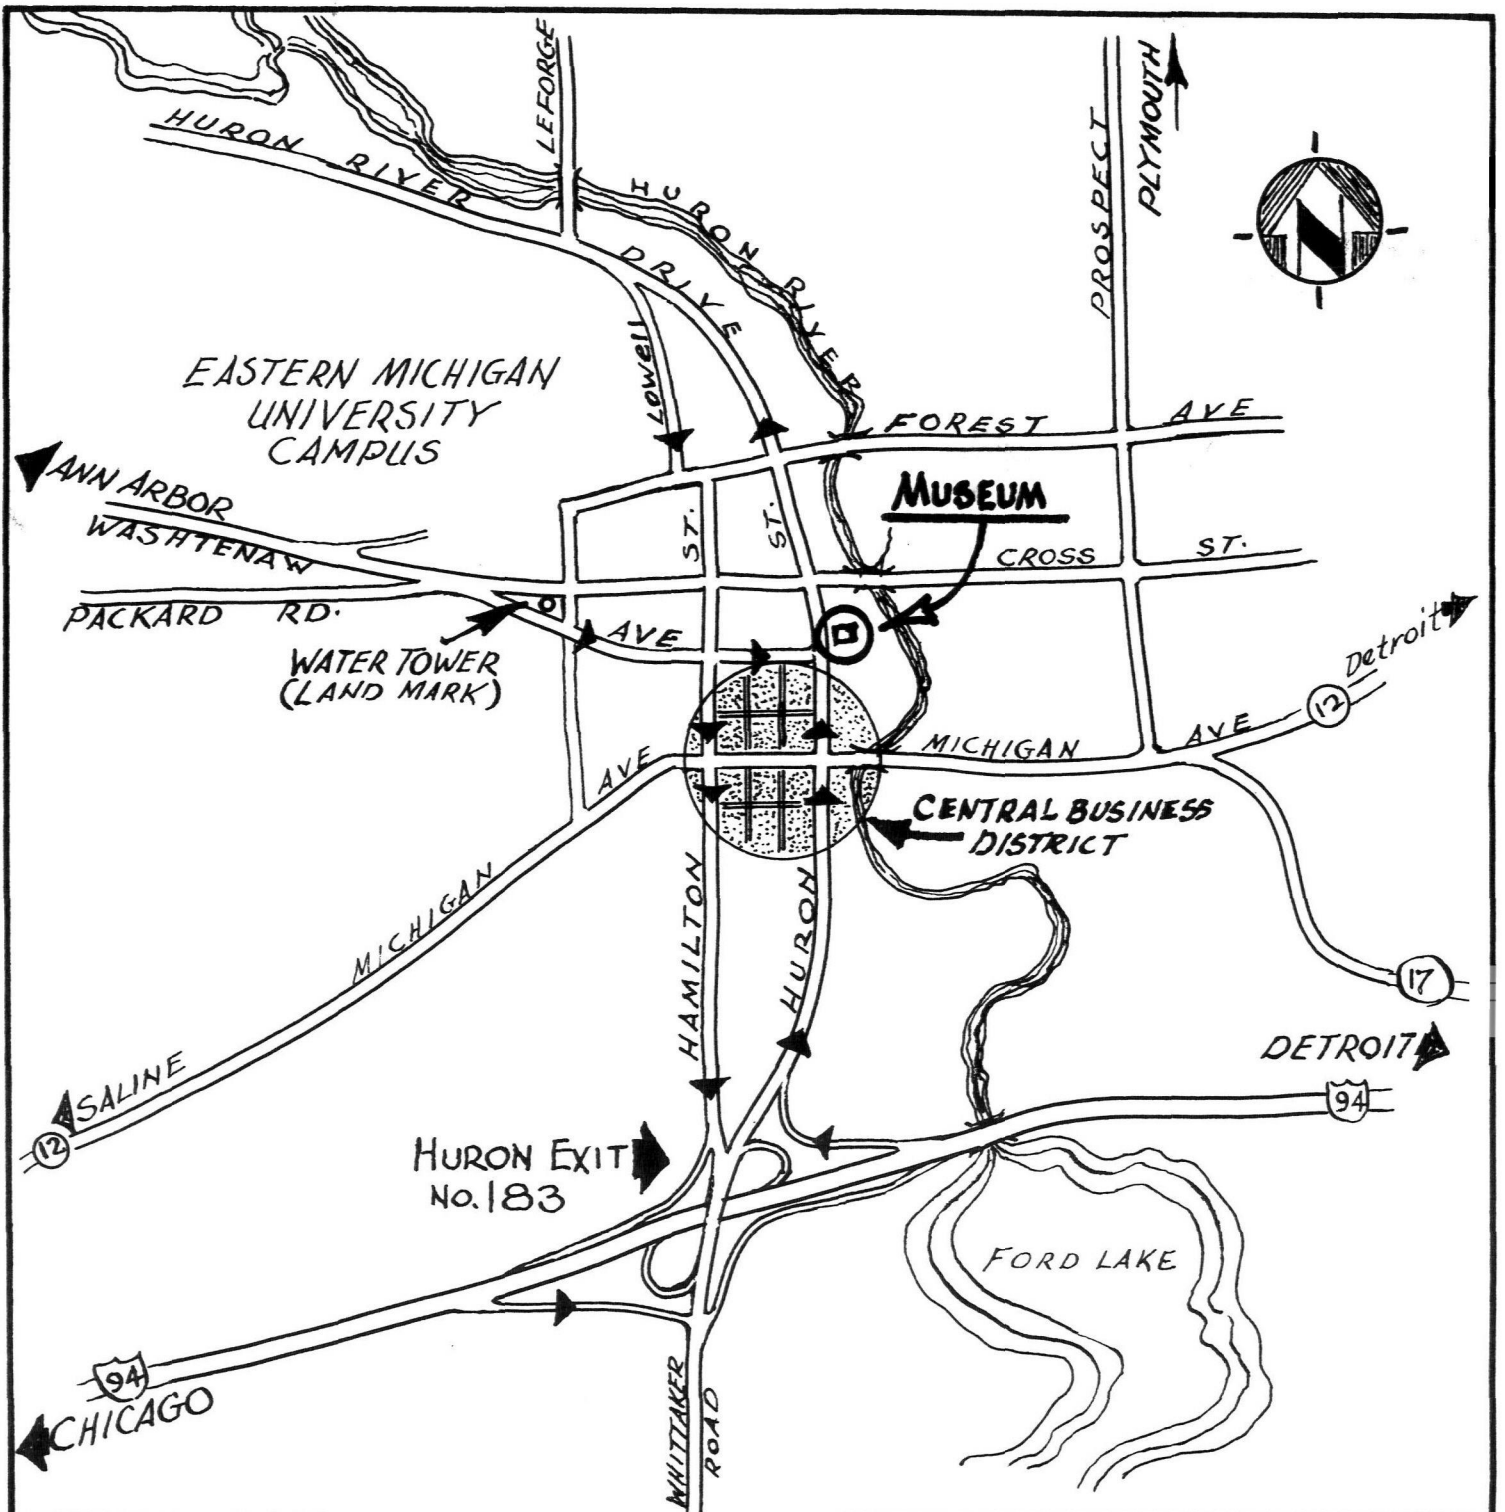 LEFORGE
PLYMOUTH
PROSPECT
HURON RIVER DRIVE
HURON RIVER
N
Lowell
EASTERN MICHIGAN
UNIVERSITY
CAMPUS
FOREST AVE
ANN ARBOR
WASHTENAW AVE
MUSEUM
ST.
ST.
CROSS ST.
PACKARD RD.
WATER TOWER
(LAND MARK)
Detroit
12
MICHIGAN AVE
AVE
CENTRAL BUSINESS
DISTRICT
MICHIGAN
HAMILTON
HURON
17
DETROIT
SALINE
12
94
HURON EXIT
NO. 183
FORD LAKE
94
CHICAGO
WHITTAKER
ROAD